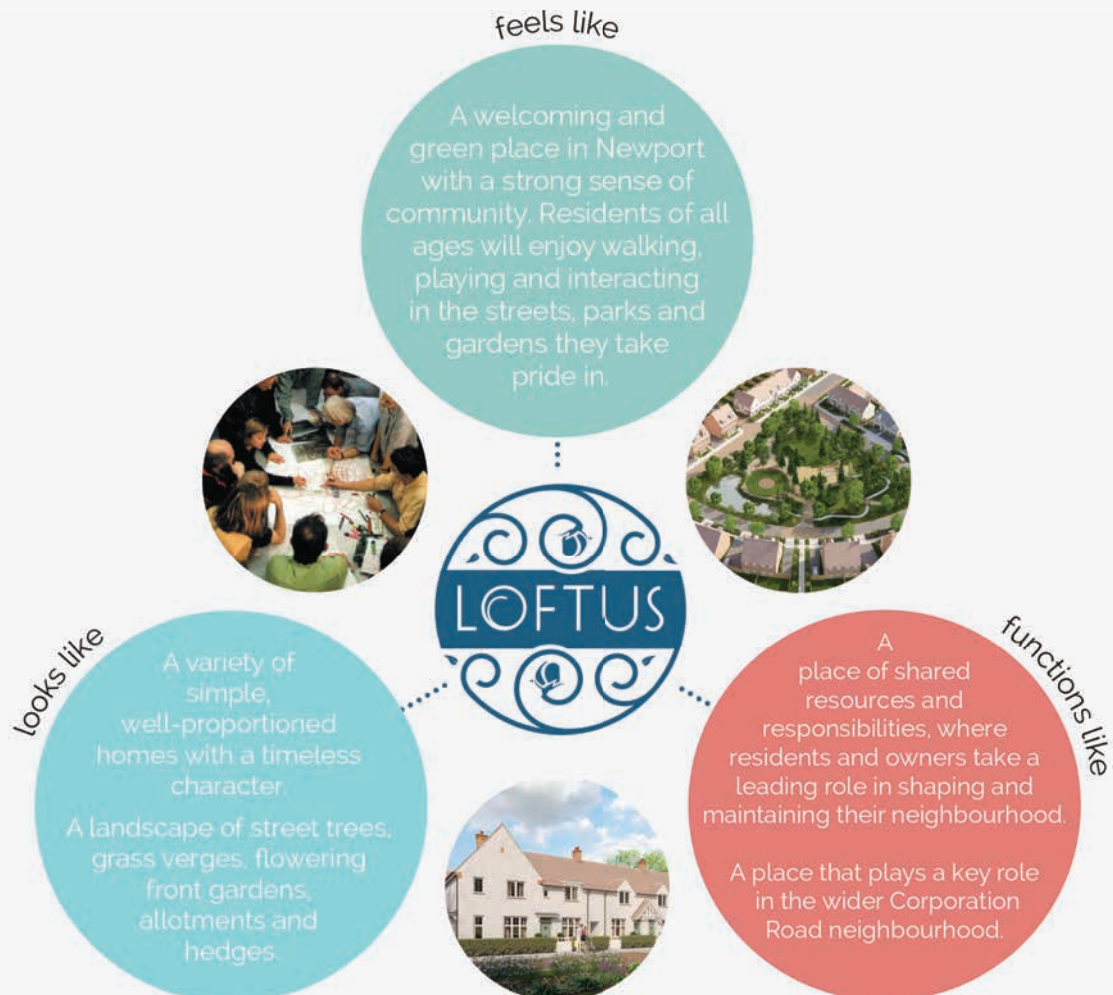 feels like
A welcoming and
green place in Newport
with a strong sense of
community. Residents of all
ages will enjoy walking,
playing and interacting
in the streets, parks and
gardens they take
pride in.
LOFTUS
looks like
A variety of
simple,
well-proportioned
homes with a timeless
character.
A landscape of street trees,
grass verges, flowering
front gardens,
allotments and
hedges.
functions like
A
place of shared
resources and
responsibilities, where
residents and owners take a
leading role in shaping and
maintaining their neighbourhood.
A place that plays a key role
in the wider Corporation
Road neighbourhood.